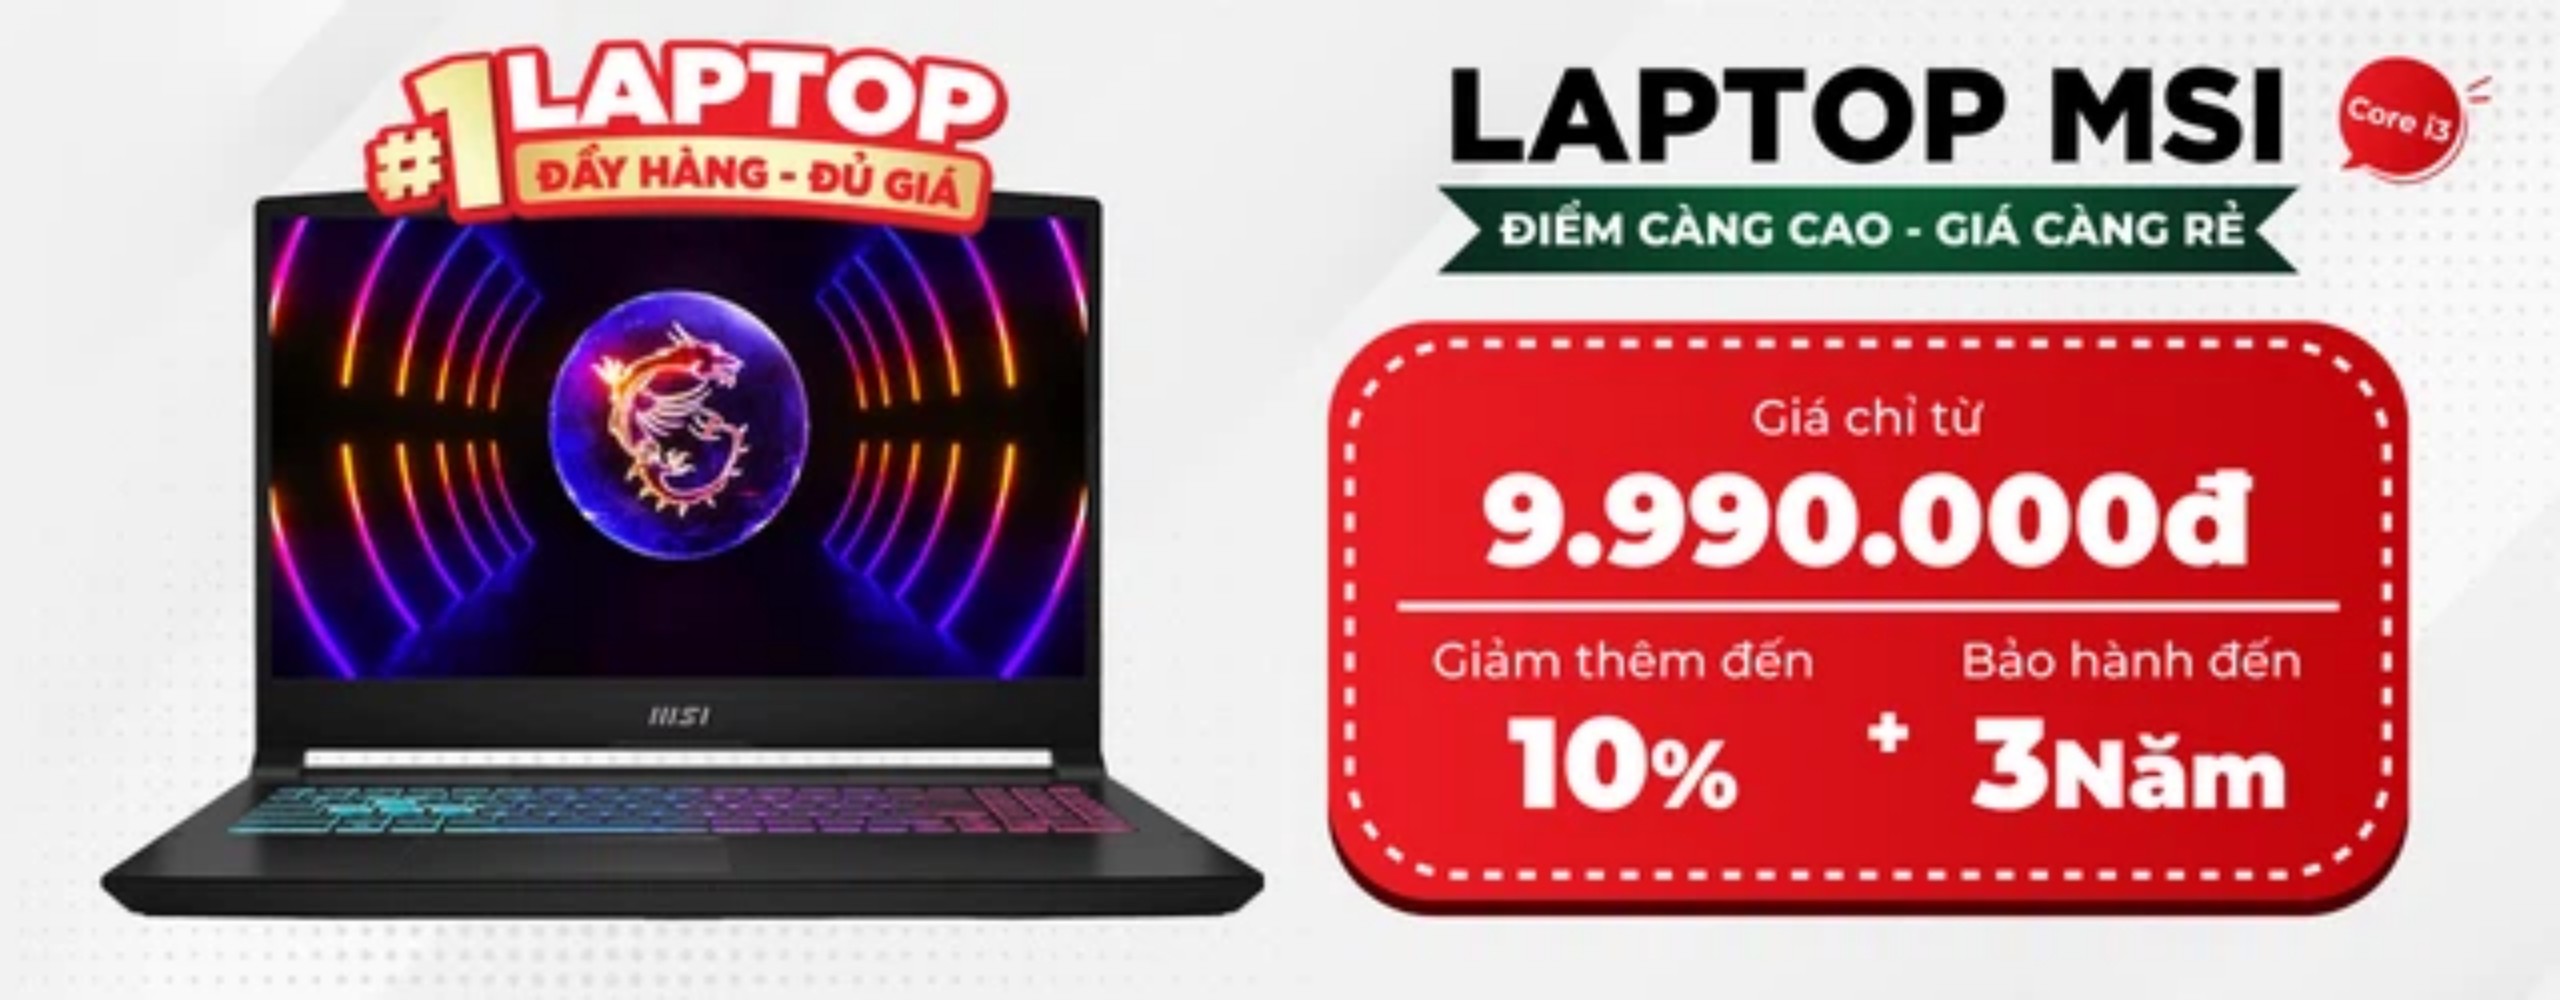 #1 LAPTOP
ĐẦY HÀNG - ĐỦ GIÁ
msi
LAPTOP MSI
Core i3
ĐIỂM CÀNG CAO - GIÁ CÀNG RẺ
Giá chỉ từ
9.990.000đ
Giảm thêm đến
10%
+
Bảo hành đến
3Năm